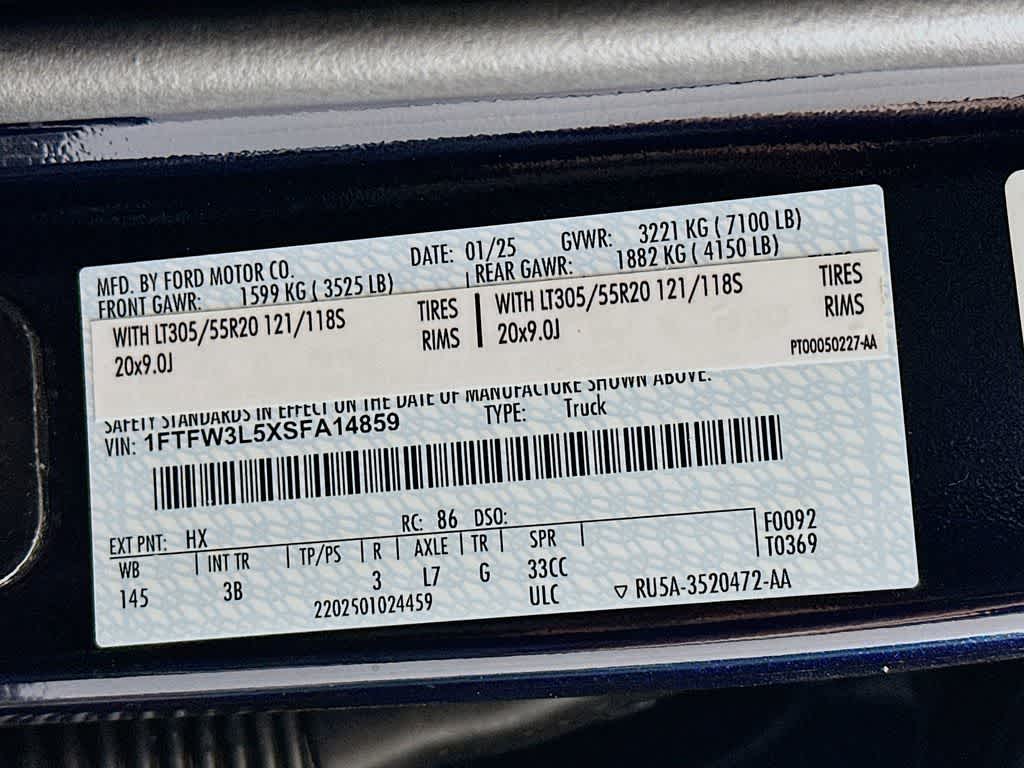 MFD. BY FORD MOTOR CO. DATE: 01/25 GVWR: 3221 KG ( 7100 LB)
FRONT GAWR: 1599 KG ( 3525 LB) REAR GAWR: 1882 KG ( 4150 LB)
WITH LT305/55R20 121/118S TIRES WITH LT305/55R20 121/118S TIRES
20x9.0J RIMS 20x9.0J RIMS
PT00050227-AA
SAFETY STANDARDS IN EFFECT ON THE DATE OF MANUFACTURE SHOWN ABOVE.
VIN: 1FTFW3L5XSFA14859 TYPE: Truck
EXT PNT: HX RC: 86 DSO: F0092
WB INT TR TP/PS R AXLE TR SPR T0369
145 3B 3 L7 G 33CC
2202501024459 ULC ▽ RU5A-3520472-AA